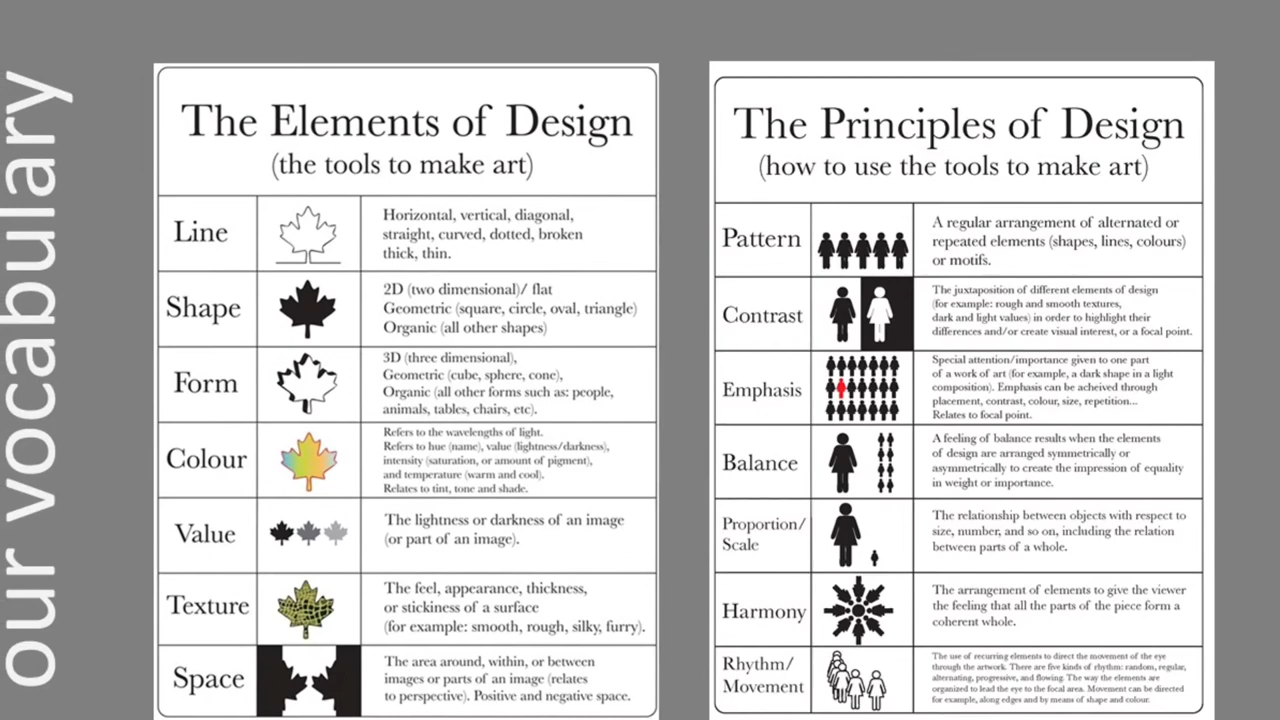 our vocabulary
The Elements of Design
(the tools to make art)
Line
Horizontal, vertical, diagonal,
straight, curved, dotted, broken
thick, thin.
Shape
2D (two dimensional)/ flat
Geometric (square, circle, oval, triangle)
Organic (all other shapes)
Form
3D (three dimensional),
Geometric (cube, sphere, cone),
Organic (all other forms such as: people,
animals, tables, chairs, etc).
Colour
Refers to the wavelengths of light.
Refers to hue (name), value (lightness/darkness),
intensity (saturation, or amount of pigment),
and temperature (warm and cool).
Relates to tint, tone and shade.
Value
The lightness or darkness of an image
(or part of an image).
Texture
The feel, appearance, thickness,
or stickiness of a surface
(for example: smooth, rough, silky, furry).
Space
The area around, within, or between
images or parts of an image (relates
to perspective). Positive and negative space.
The Principles of Design
(how to use the tools to make art)
Pattern
A regular arrangement of alternated or
repeated elements (shapes, lines, colours)
or motifs.
Contrast
The juxtaposition of different elements of design
(for example: rough and smooth textures,
dark and light values) in order to highlight their
differences and/or create visual interest, or a focal point.
Emphasis
Special attention/importance given to one part
of a work of art (for example, a dark shape in a light
composition). Emphasis can be acheived through
placement, contrast, colour, size, repetition...
Relates to focal point.
Balance
A feeling of balance results when the elements
of design are arranged symmetrically or
asymmetrically to create the impression of equality
in weight or importance.
Proportion/
Scale
The relationship between objects with respect to
size, number, and so on, including the relation
between parts of a whole.
Harmony
The arrangement of elements to give the viewer
the feeling that all the parts of the piece form a
coherent whole.
Rhythm/
Movement
The use of recurring elements to direct the movement of the eye
through the artwork. There are five kinds of rhythm: random, regular,
alternating, progressive, and flowing. The way the elements are
organized to lead the eye to the focal area. Movement can be directed
for example, along edges and by means of shape and colour.